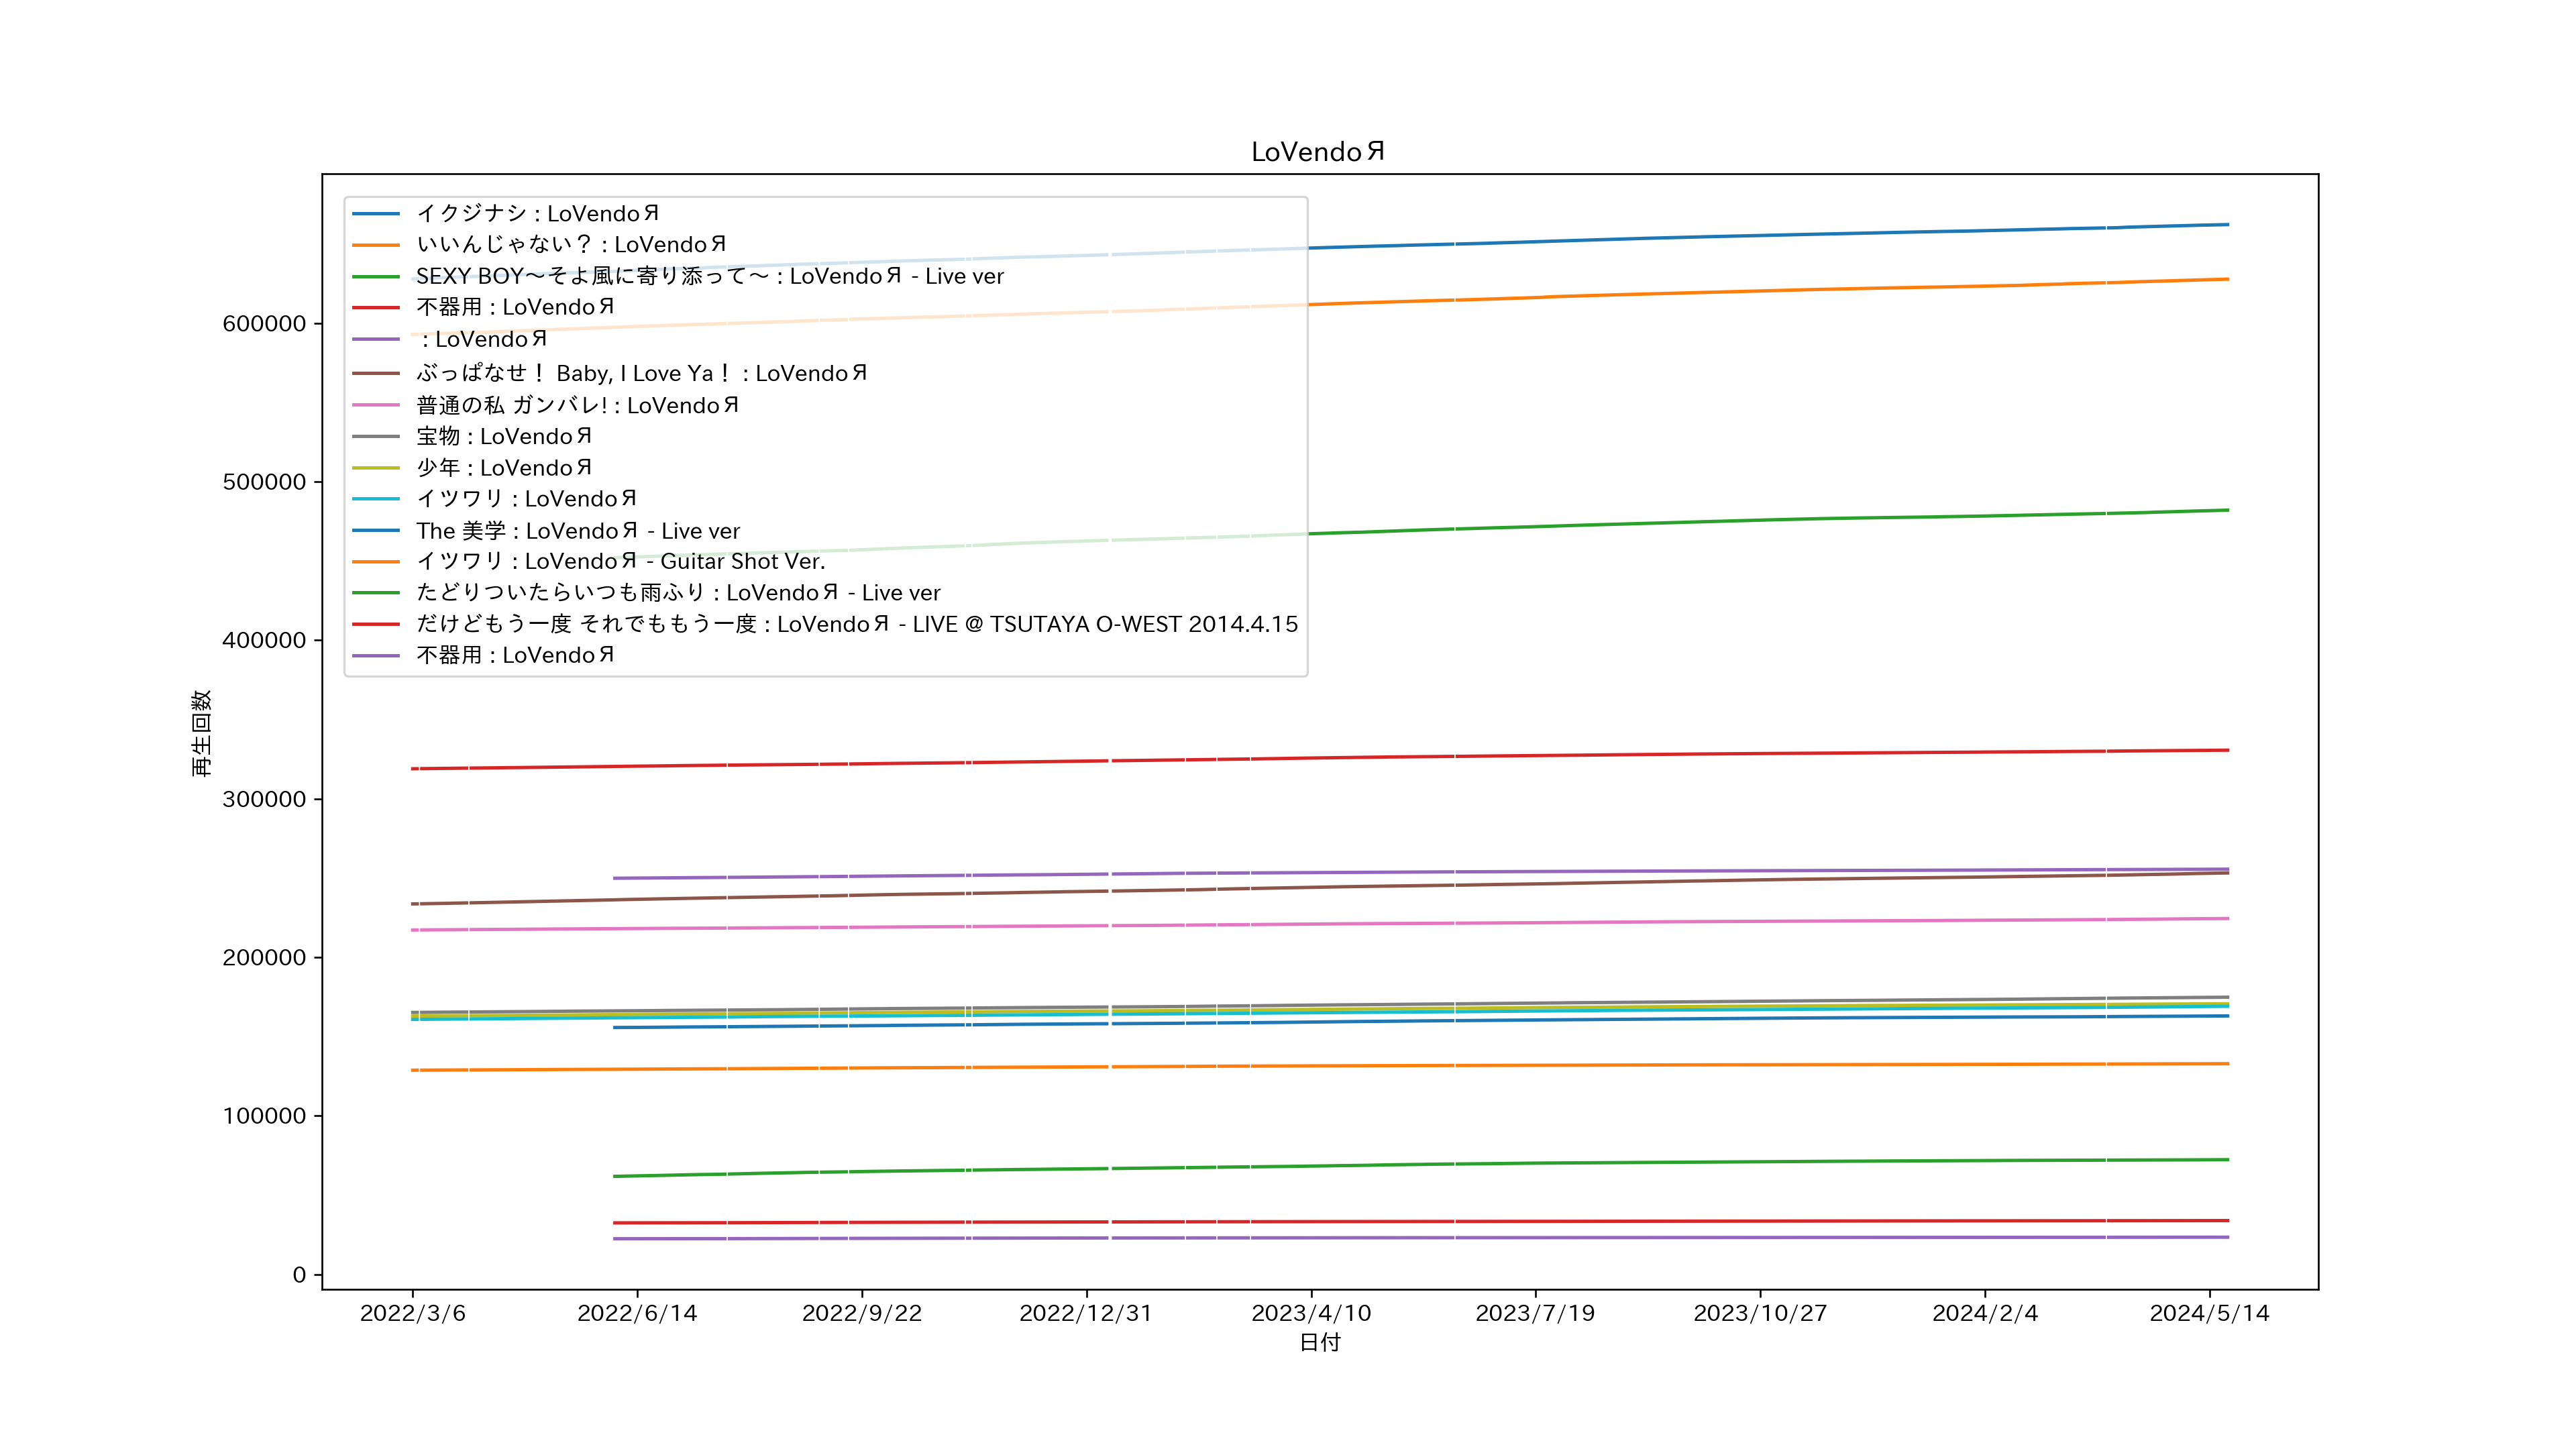 LoVendoЯ
イクジナシ : LoVendoЯ
いいんじゃない？ : LoVendoЯ
SEXY BOY〜そよ風に寄り添って〜 : LoVendoЯ - Live ver
不器用 : LoVendoЯ
: LoVendoЯ
ぶっぱなせ！ Baby, I Love Ya！ : LoVendoЯ
普通の私 ガンバレ! : LoVendoЯ
宝物 : LoVendoЯ
少年 : LoVendoЯ
イツワリ : LoVendoЯ
The 美学 : LoVendoЯ - Live ver
イツワリ : LoVendoЯ - Guitar Shot Ver.
たどりついたらいつも雨ふり : LoVendoЯ - Live ver
だけどもう一度 それでももう一度 : LoVendoЯ - LIVE @ TSUTAYA O-WEST 2014.4.15
不器用 : LoVendoЯ
再生回数
600000
500000
400000
300000
200000
100000
0
2022/3/6 2022/6/14 2022/9/22 2022/12/31 2023/4/10 2023/7/19 2023/10/27 2024/2/4 2024/5/14
日付